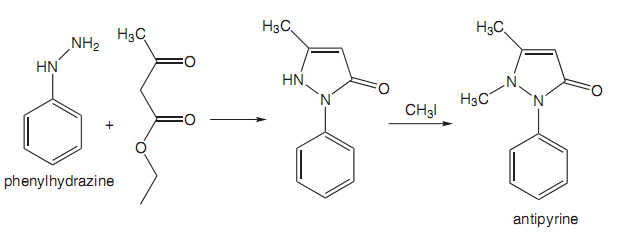 NH₂
HN
H₃C
O
O
O
+
phenylhydrazine
H₃C
HN
N
O
CH3I
H₃C
N
H₃C
N
O
antipyrine